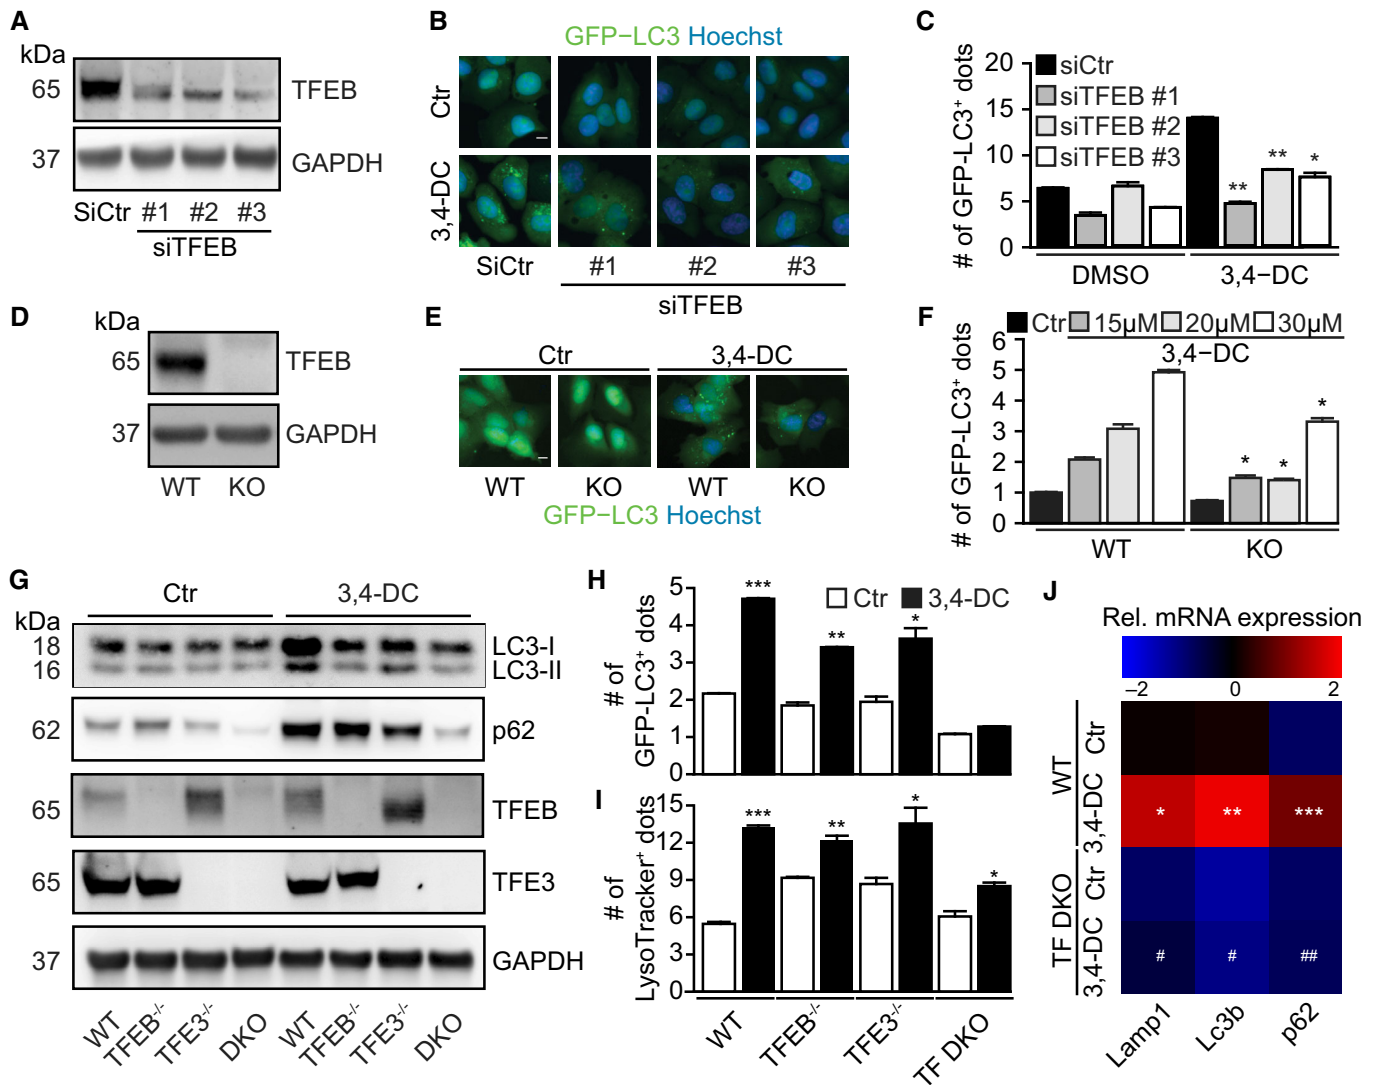 A
kDa
65
TFEB
37
GAPDH
SiCtr #1 #2 #3
siTFEB
B
GFP−LC3 Hoechst
Ctr
3,4-DC
SiCtr #1 #2 #3
siTFEB
C
# of GFP-LC3+ dots
20
15
10
5
0
siCtr
siTFEB #1
siTFEB #2
siTFEB #3
** ** *
DMSO 3,4−DC
D
kDa
65
TFEB
37
GAPDH
WT KO
E
Ctr 3,4-DC
WT KO WT KO
GFP−LC3 Hoechst
F
# of GFP-LC3+ dots
Ctr 15µM 20µM 30µM
3,4−DC
6
5
4
3
2
1
0
* * *
WT KO
G
Ctr 3,4-DC
kDa
18 LC3-I
16 LC3-II
62 p62
65 TFEB
65 TFE3
37 GAPDH
WT TFEB-/- TFE3-/- DKO WT TFEB-/- TFE3-/- DKO
H
# of
GFP-LC3+ dots
5
4
3
2
1
0
Ctr 3,4-DC
*** ** *
I
# of
LysoTracker+ dots
15
12
9
6
3
0
*** ** * *
WT TFEB-/- TFE3-/- TF DKO
J
Rel. mRNA expression
−2 0 2
WT
Ctr
3,4-DC
* ** ***
TF DKO
Ctr
3,4-DC
# # ##
Lamp1 Lc3b p62